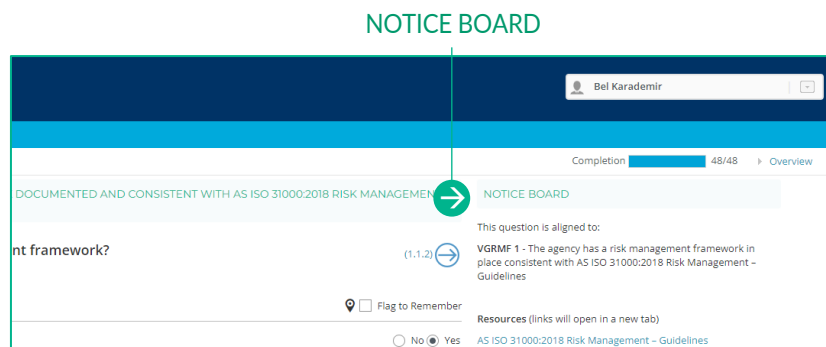 NOTICE BOARD
Bel Karademir
Completion 48/48 Overview
DOCUMENTED AND CONSISTENT WITH AS ISO 31000:2018 RISK MANAGEMEN
NOTICE BOARD
This question is aligned to:
nt framework?
(1.1.2)
VGRMF 1 - The agency has a risk management framework in
place consistent with AS ISO 31000:2018 Risk Management –
Guidelines
Flag to Remember
Resources (links will open in a new tab)
No Yes
AS ISO 31000:2018 Risk Management – Guidelines